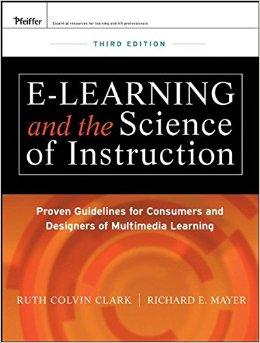 Pfeiffer
Essential resources for training and HR professionals
THIRD EDITION
E-LEARNING
and the Science
of Instruction
Proven Guidelines for Consumers and
Designers of Multimedia Learning
RUTH COLVIN CLARK | RICHARD E. MAYER